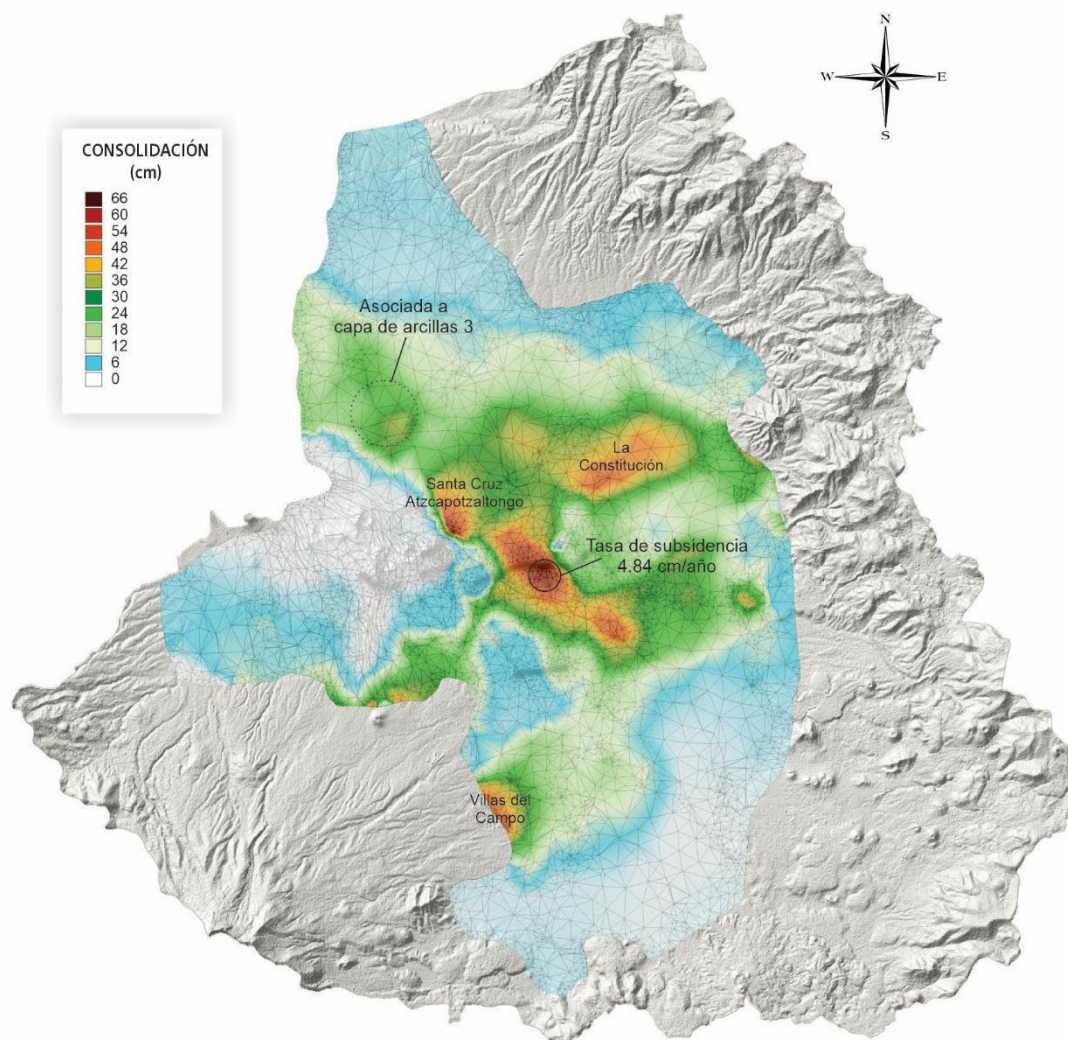 N
W
E
S
CONSOLIDACIÓN
(cm)
66
60
54
48
42
36
30
24
18
12
6
0
Asociada a
capa de arcillas 3
La
Constitución
Santa Cruz
Atzcapotzaltongo
Tasa de subsidencia
4.84 cm/año
Villas del
Campo